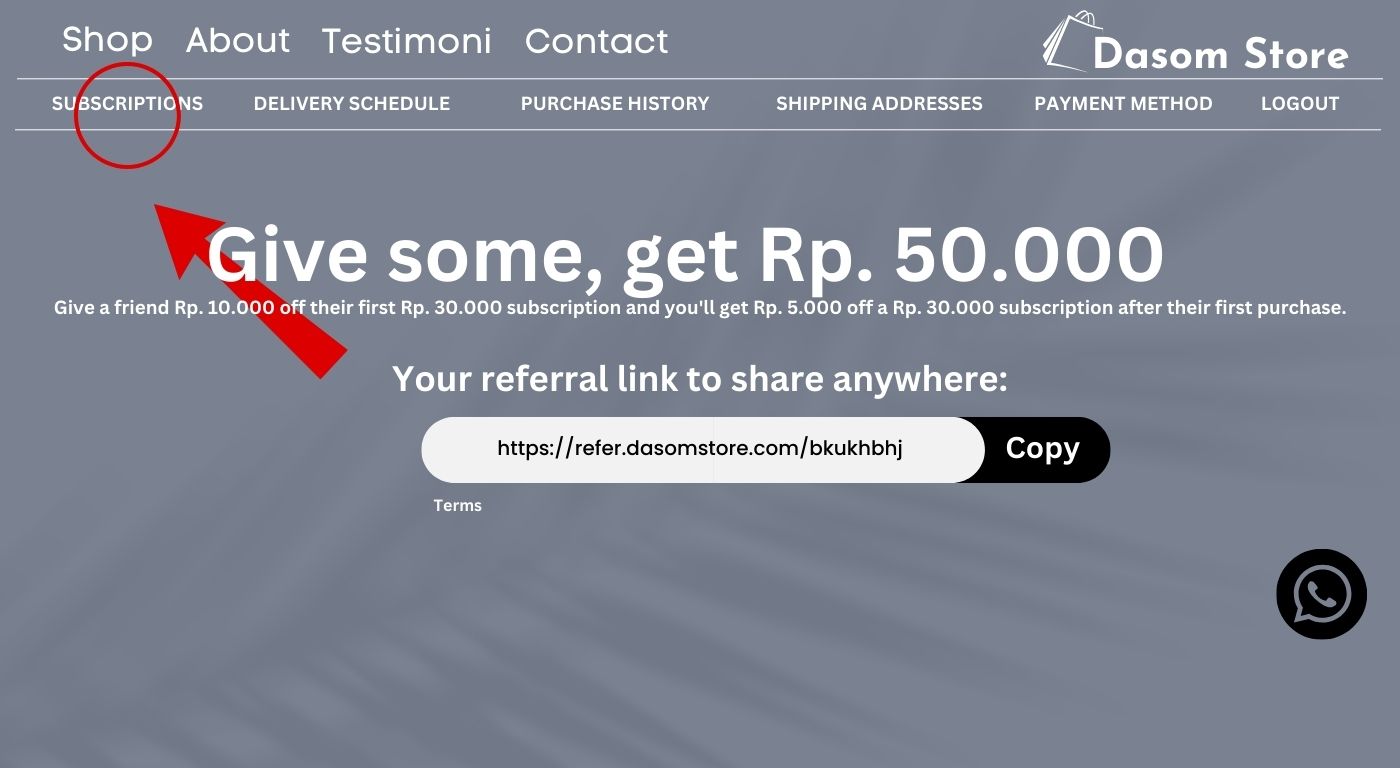 Shop About Testimoni Contact
Dasom Store
SUBSCRIPTIONS DELIVERY SCHEDULE PURCHASE HISTORY SHIPPING ADDRESSES PAYMENT METHOD LOGOUT
Give some, get Rp. 50.000
Give a friend Rp. 10.000 off their first Rp. 30.000 subscription and you'll get Rp. 5.000 off a Rp. 30.000 subscription after their first purchase.
Your referral link to share anywhere:
https://refer.dasomstore.com/bkukhbhj Copy
Terms